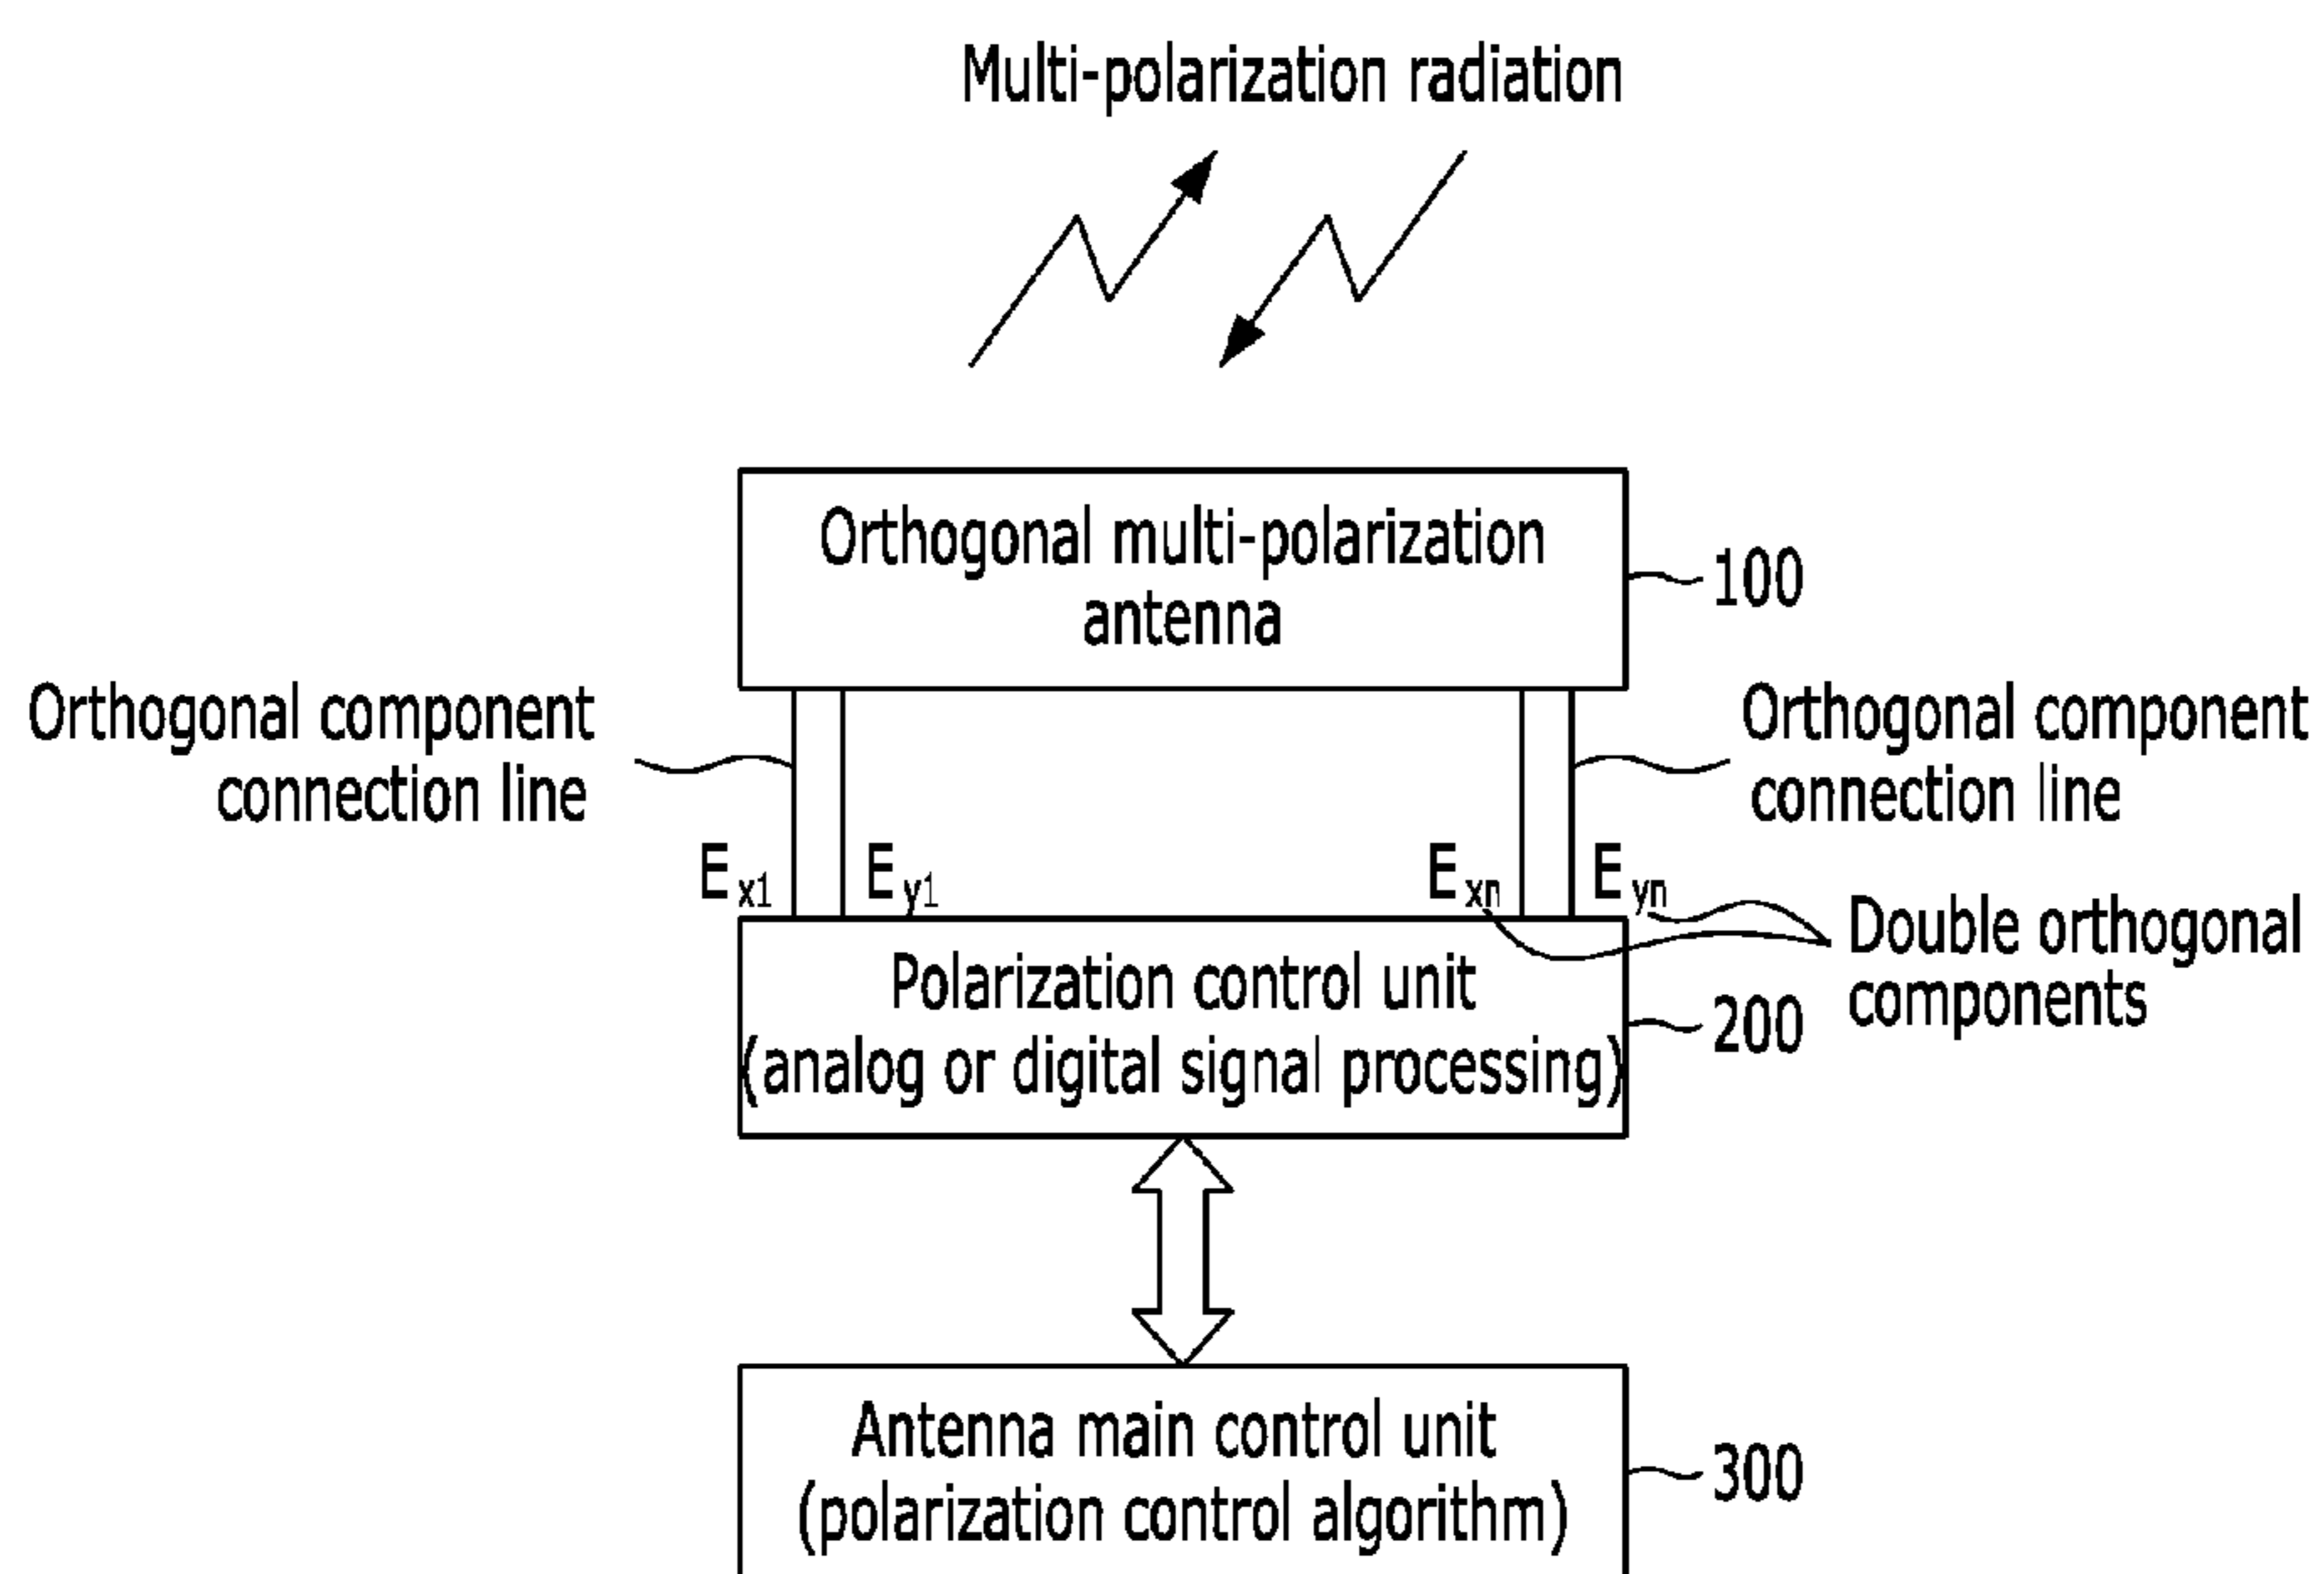 Multi-polarization radiation
Orthogonal multi-polarization
antenna
100
Orthogonal component
connection line
Orthogonal component
connection line
Ex1
Ey1
Exn
Eyn
Double orthogonal
components
Polarization control unit
(analog or digital signal processing)
200
Antenna main control unit
(polarization control algorithm)
300